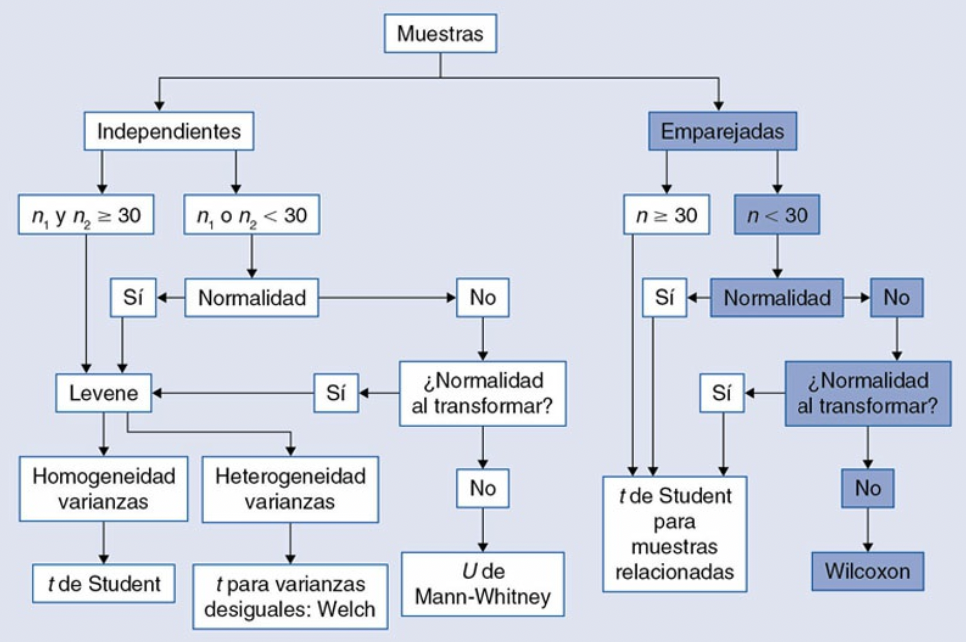 Muestras
Independientes
Emparejadas
n₁ y n₂ ≥ 30
n₁ o n₂ < 30
n ≥ 30
n < 30
Sí
Normalidad
No
Sí
Normalidad
No
Levene
Sí
¿Normalidad
al transformar?
Sí
¿Normalidad
al transformar?
Homogeneidad
varianzas
Heterogeneidad
varianzas
No
t de Student
para
muestras
relacionadas
No
t de Student
t para varianzas
desiguales: Welch
U de
Mann-Whitney
Wilcoxon